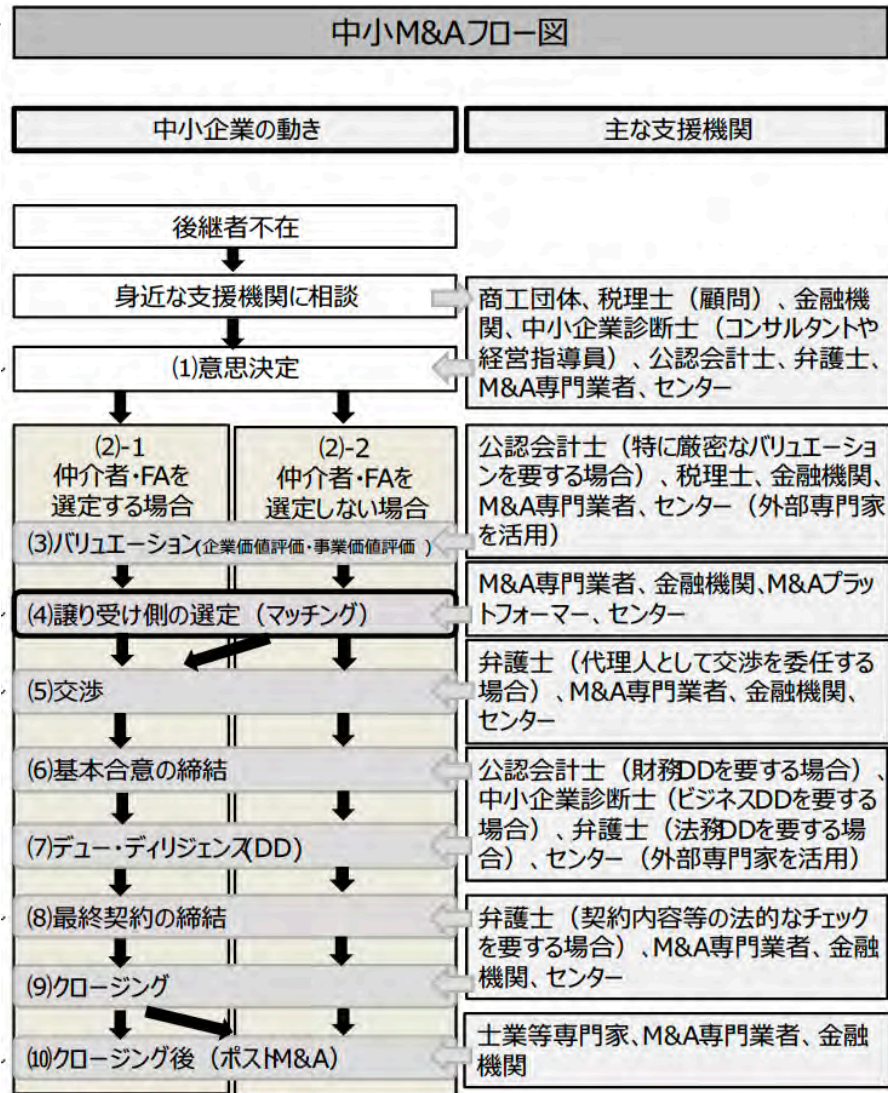 中小M&Aフロー図
中小企業の動き
主な支援機関
後継者不在
身近な支援機関に相談
商工団体、税理士（顧問）、金融機
関、中小企業診断士（コンサルタントや
経営指導員）、公認会計士、弁護士、
M&A専門業者、センター
⑴意思決定
⑵-1
仲介者・FAを
選定する場合
⑵-2
仲介者・FAを
選定しない場合
公認会計士（特に厳密なバリュエーショ
ンを要する場合）、税理士、金融機関、
M&A専門業者、センター（外部専門家
を活用）
⑶バリュエーション(企業価値評価・事業価値評価 )
⑷譲り受け側の選定（マッチング）
M&A専門業者、金融機関、M&Aプラッ
トフォーマー、センター
⑸交渉
弁護士（代理人として交渉を委任する
場合）、M&A専門業者、金融機関、
センター
⑹基本合意の締結
⑺デュー・ディリジェンス(DD)
公認会計士（財務DDを要する場合）、
中小企業診断士（ビジネスDDを要する
場合）、弁護士（法務DDを要する場
合）、センター（外部専門家を活用）
⑻最終契約の締結
⑼クロージング
弁護士（契約内容等の法的なチェック
を要する場合）、M&A専門業者、金融
機関、センター
⑽クロージング後（ポストM&A）
士業等専門家、M&A専門業者、金融
機関